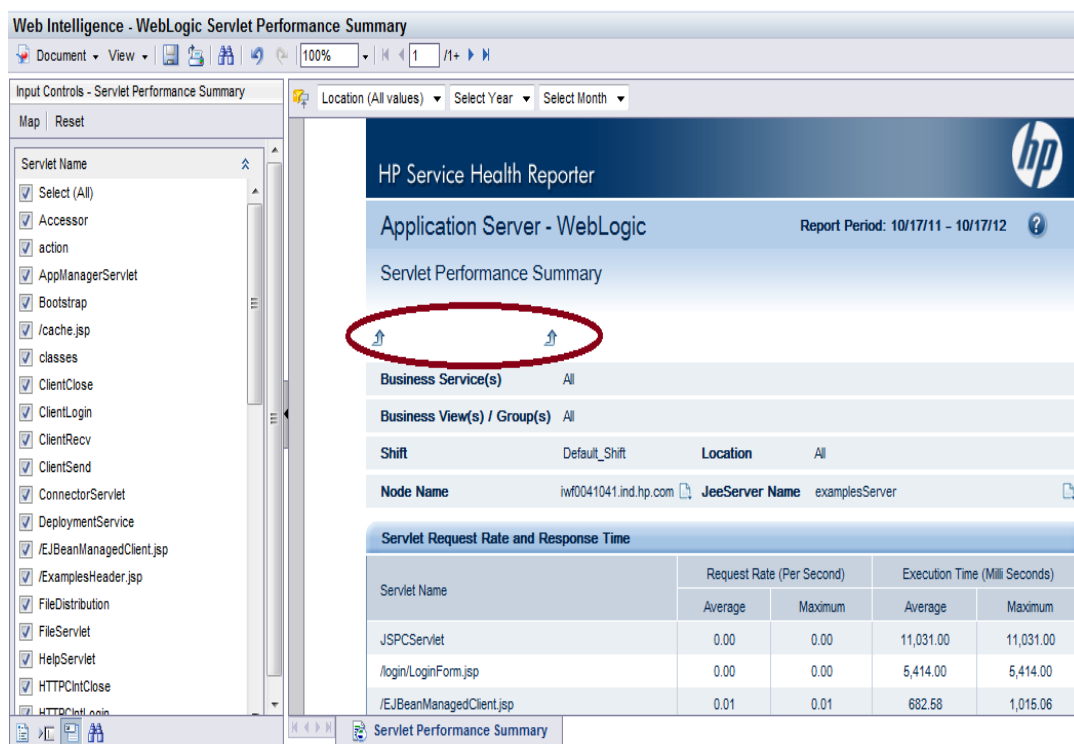 Web Intelligence - WebLogic Servlet Performance Summary
Document View 100% 1 /1+
Input Controls - Servlet Performance Summary
Map Reset
Servlet Name
Select (All)
Accessor
action
AppManagerServlet
Bootstrap
/cache.jsp
classes
ClientClose
ClientLogin
ClientRecv
ClientSend
ConnectorServlet
DeploymentService
/EJBeanManagedClient.jsp
/ExamplesHeader.jsp
FileDistribution
FileServlet
HelpServlet
HTTPClntClose
HTTPClntLogin
Location (All values) Select Year Select Month
hp
HP Service Health Reporter
Application Server - WebLogic Report Period: 10/17/11 - 10/17/12 ?
Servlet Performance Summary
Business Service(s) All
Business View(s) / Group(s) All
Shift Default_Shift Location All
Node Name iwf0041041.ind.hp.com JeeServer Name examplesServer
Servlet Request Rate and Response Time
Servlet Name Request Rate (Per Second) Execution Time (Milli Seconds)
Average Maximum Average Maximum
JSPCServlet 0.00 0.00 11,031.00 11,031.00
/login/LoginForm.jsp 0.00 0.00 5,414.00 5,414.00
/EJBeanManagedClient.jsp 0.01 0.01 682.58 1,015.06
Servlet Performance Summary